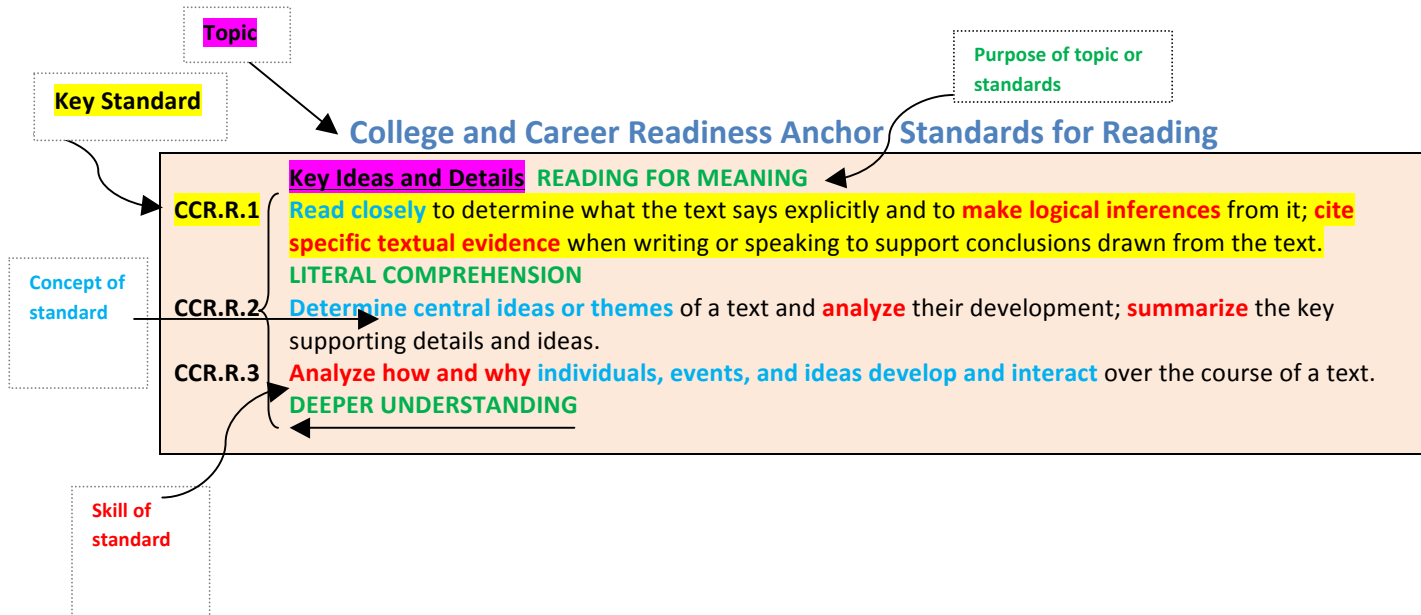 Topic
Purpose of topic or
standards
Key Standard
College and Career Readiness Anchor Standards for Reading
Key Ideas and Details READING FOR MEANING
CCR.R.1 Read closely to determine what the text says explicitly and to make logical inferences from it; cite
specific textual evidence when writing or speaking to support conclusions drawn from the text.
LITERAL COMPREHENSION
Concept of
standard
CCR.R.2 Determine central ideas or themes of a text and analyze their development; summarize the key
supporting details and ideas.
CCR.R.3 Analyze how and why individuals, events, and ideas develop and interact over the course of a text.
DEEPER UNDERSTANDING
Skill of
standard